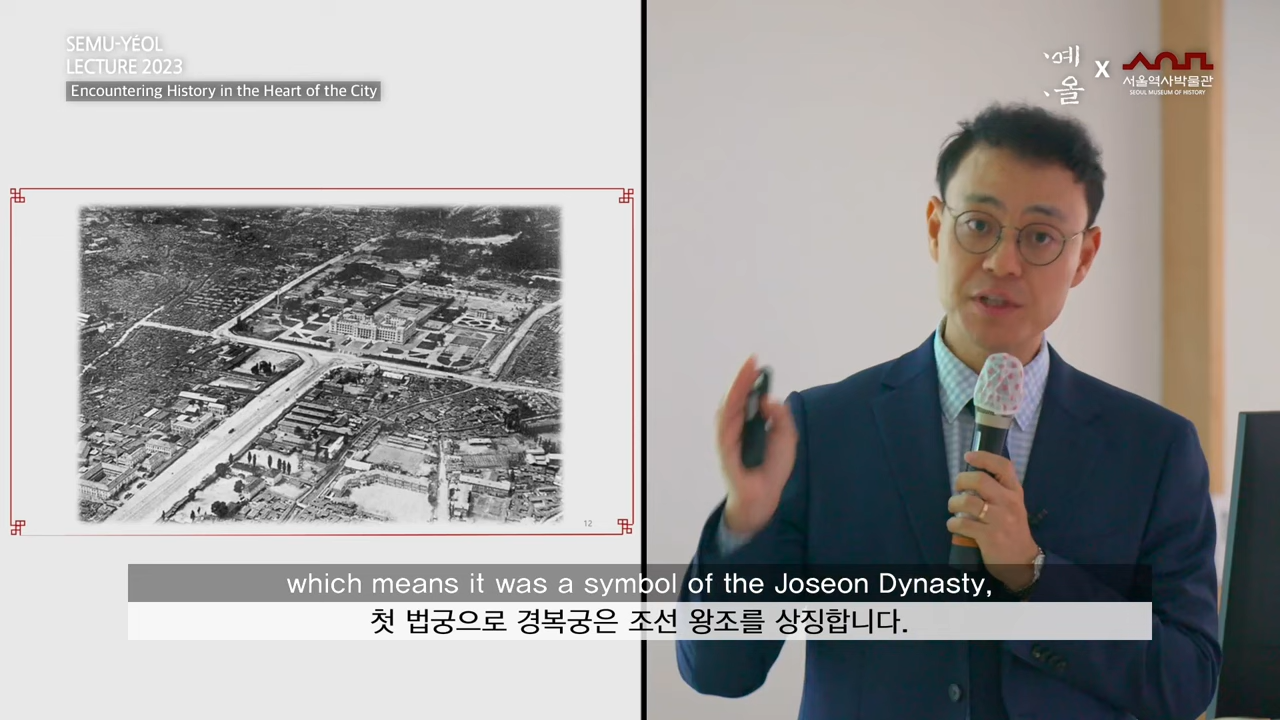 SEMU-YÉOL
LECTURE 2023
Encountering History in the Heart of the City
예올
X
서울역사박물관
SEOUL MUSEUM OF HISTORY
12
which means it was a symbol of the Joseon Dynasty,
첫 법궁으로 경복궁은 조선 왕조를 상징합니다.